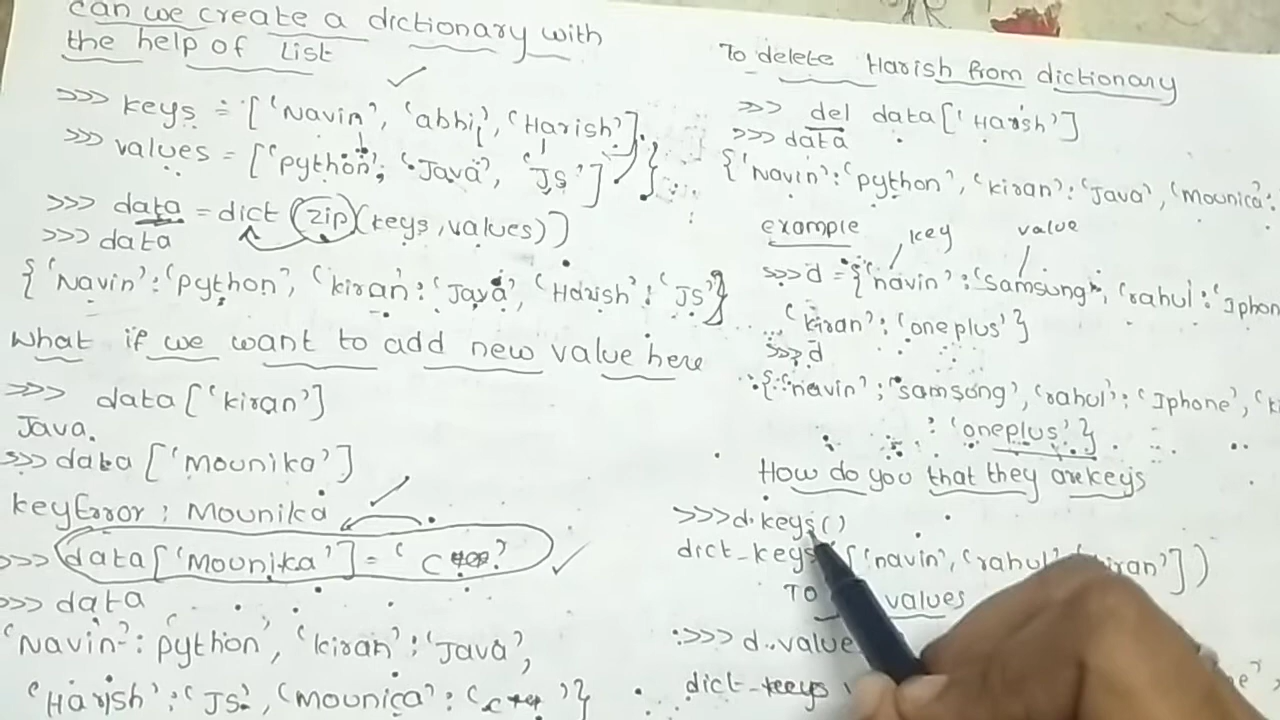 can we create a dictionary with
the help of List
>>> keys = ['Navin', 'abhi', 'Harish']
>>> values = ['python', 'Java', 'JS']
>>> data = dict (zip(keys, values))
>>> data
{'Navin': 'python', 'kiran': 'Java', 'Harish': 'JS'}
What if we want to add new value here
>>> data['kiran']
Java.
>>> data ['Mounika']
keyError: Mounika
>>> data['Mounika'] = 'C
>>> data
'Navin': python', 'kiran': 'Java',
'Harish': 'JS', 'Mounica': 'C
To delete Harish from dictionary
>>> del data['Harish']
>>> data
{'Navin': 'python', 'kiran': 'Java', 'Mounica':
example key value
>>> d = {'navin': 'Samsung', 'rahul: 'Iphon
'kiran': 'oneplus'}
>>> d
{'navin': 'samsong', 'rahul': 'Iphone', 'k
: 'oneplus'}
How do you that they are keys
>>> d.keys()
dict_keys (['navin', 'rahul', 'kiran'])
To values
>>> d.value
dict_keys